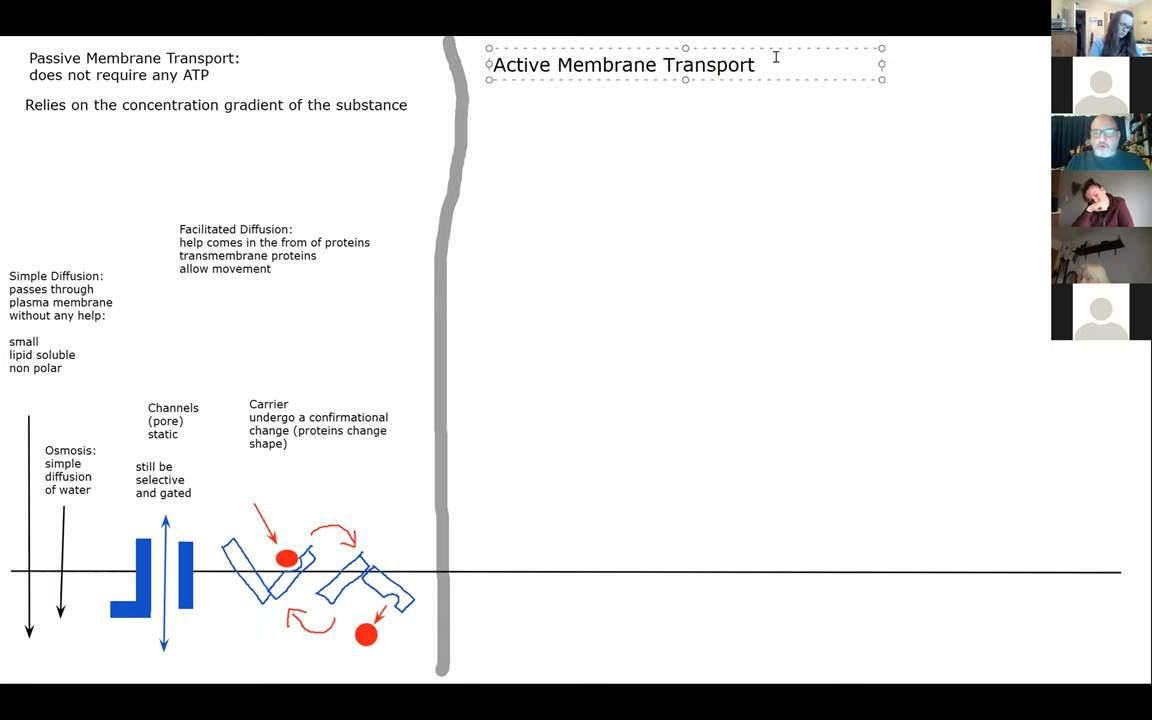 Passive Membrane Transport:
does not require any ATP
Relies on the concentration gradient of the substance
Active Membrane Transport
Facilitated Diffusion:
help comes in the from of proteins
transmembrane proteins
allow movement
Simple Diffusion:
passes through
plasma membrane
without any help:
small
lipid soluble
non polar
Channels
(pore)
static
still be
selective
and gated
Carrier
undergo a confirmational
change (proteins change
shape)
Osmosis:
simple
diffusion
of water